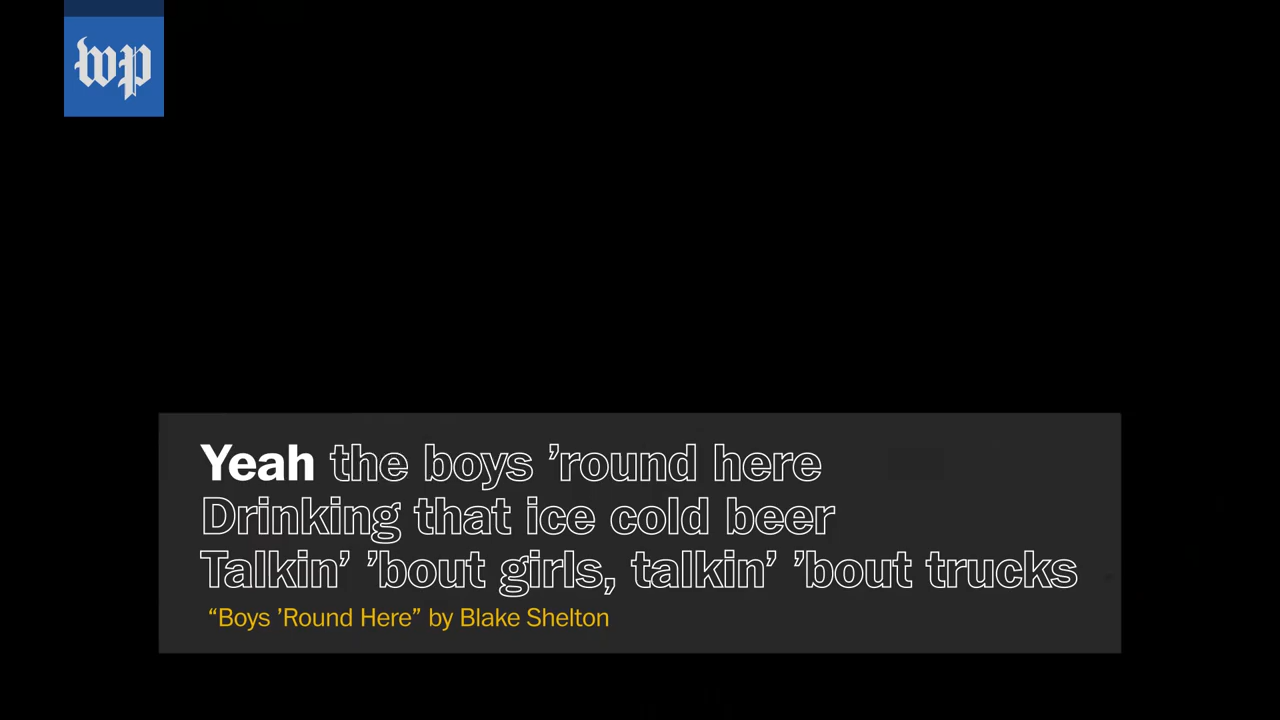 wp
Yeah the boys ’round here
Drinking that ice cold beer
Talkin’ ’bout girls, talkin’ ’bout trucks
“Boys ’Round Here” by Blake Shelton